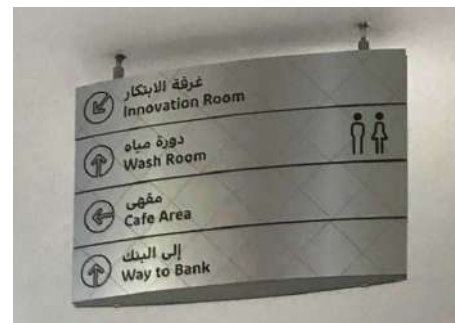 غرفة الابتكار
Innovation Room
دورة مياه
Wash Room
مقهى
Cafe Area
إلى البنك
Way to Bank